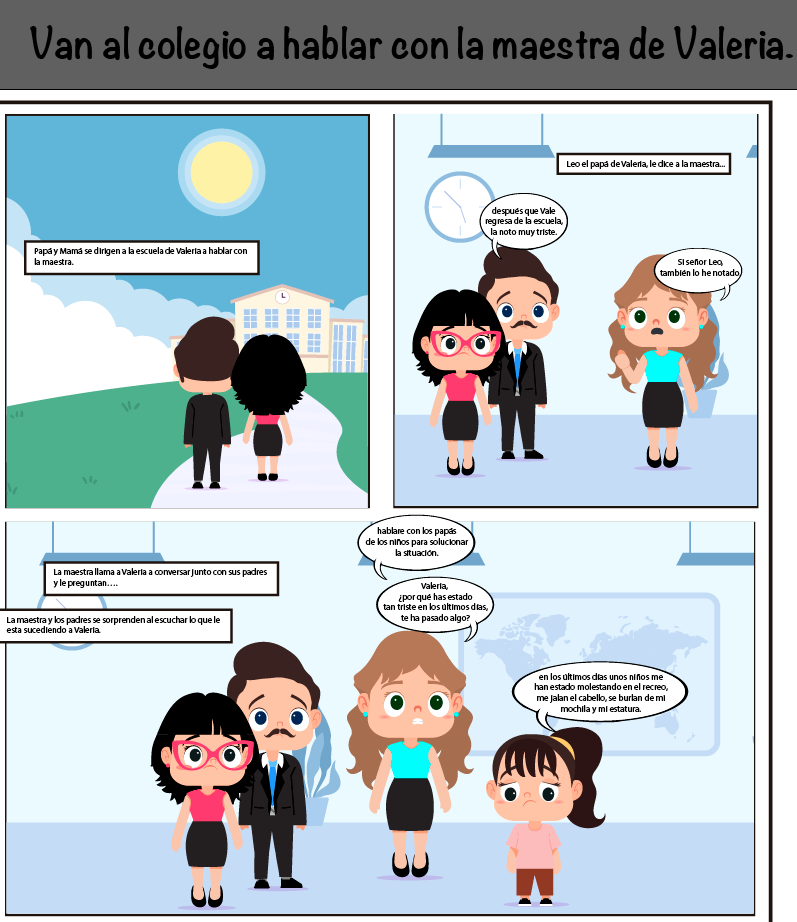 Van al colegio a hablar con la maestra de Valeria.
Papá y Mamá se dirigen a la escuela de Valeria a hablar con
la maestra.
Leo el papá de Valeria, le dice a la maestra...
después que Vale
regresa de la escuela,
la noto muy triste.
Si señor Leo,
también lo he notado
La maestra llama a Valeria a conversar junto con sus padres
y le preguntan....
La maestra y los padres se sorprenden al escuchar lo que le
esta sucediendo a Valeria.
hablare con los papás
de los niños para solucionar
la situación.
Valeria,
¿por qué has estado
tan triste en los últimos días,
te ha pasado algo?
en los últimos días unos niños me
han estado molestando en el recreo,
me jalan el cabello, se burlan de mi
mochila y mi estatura.